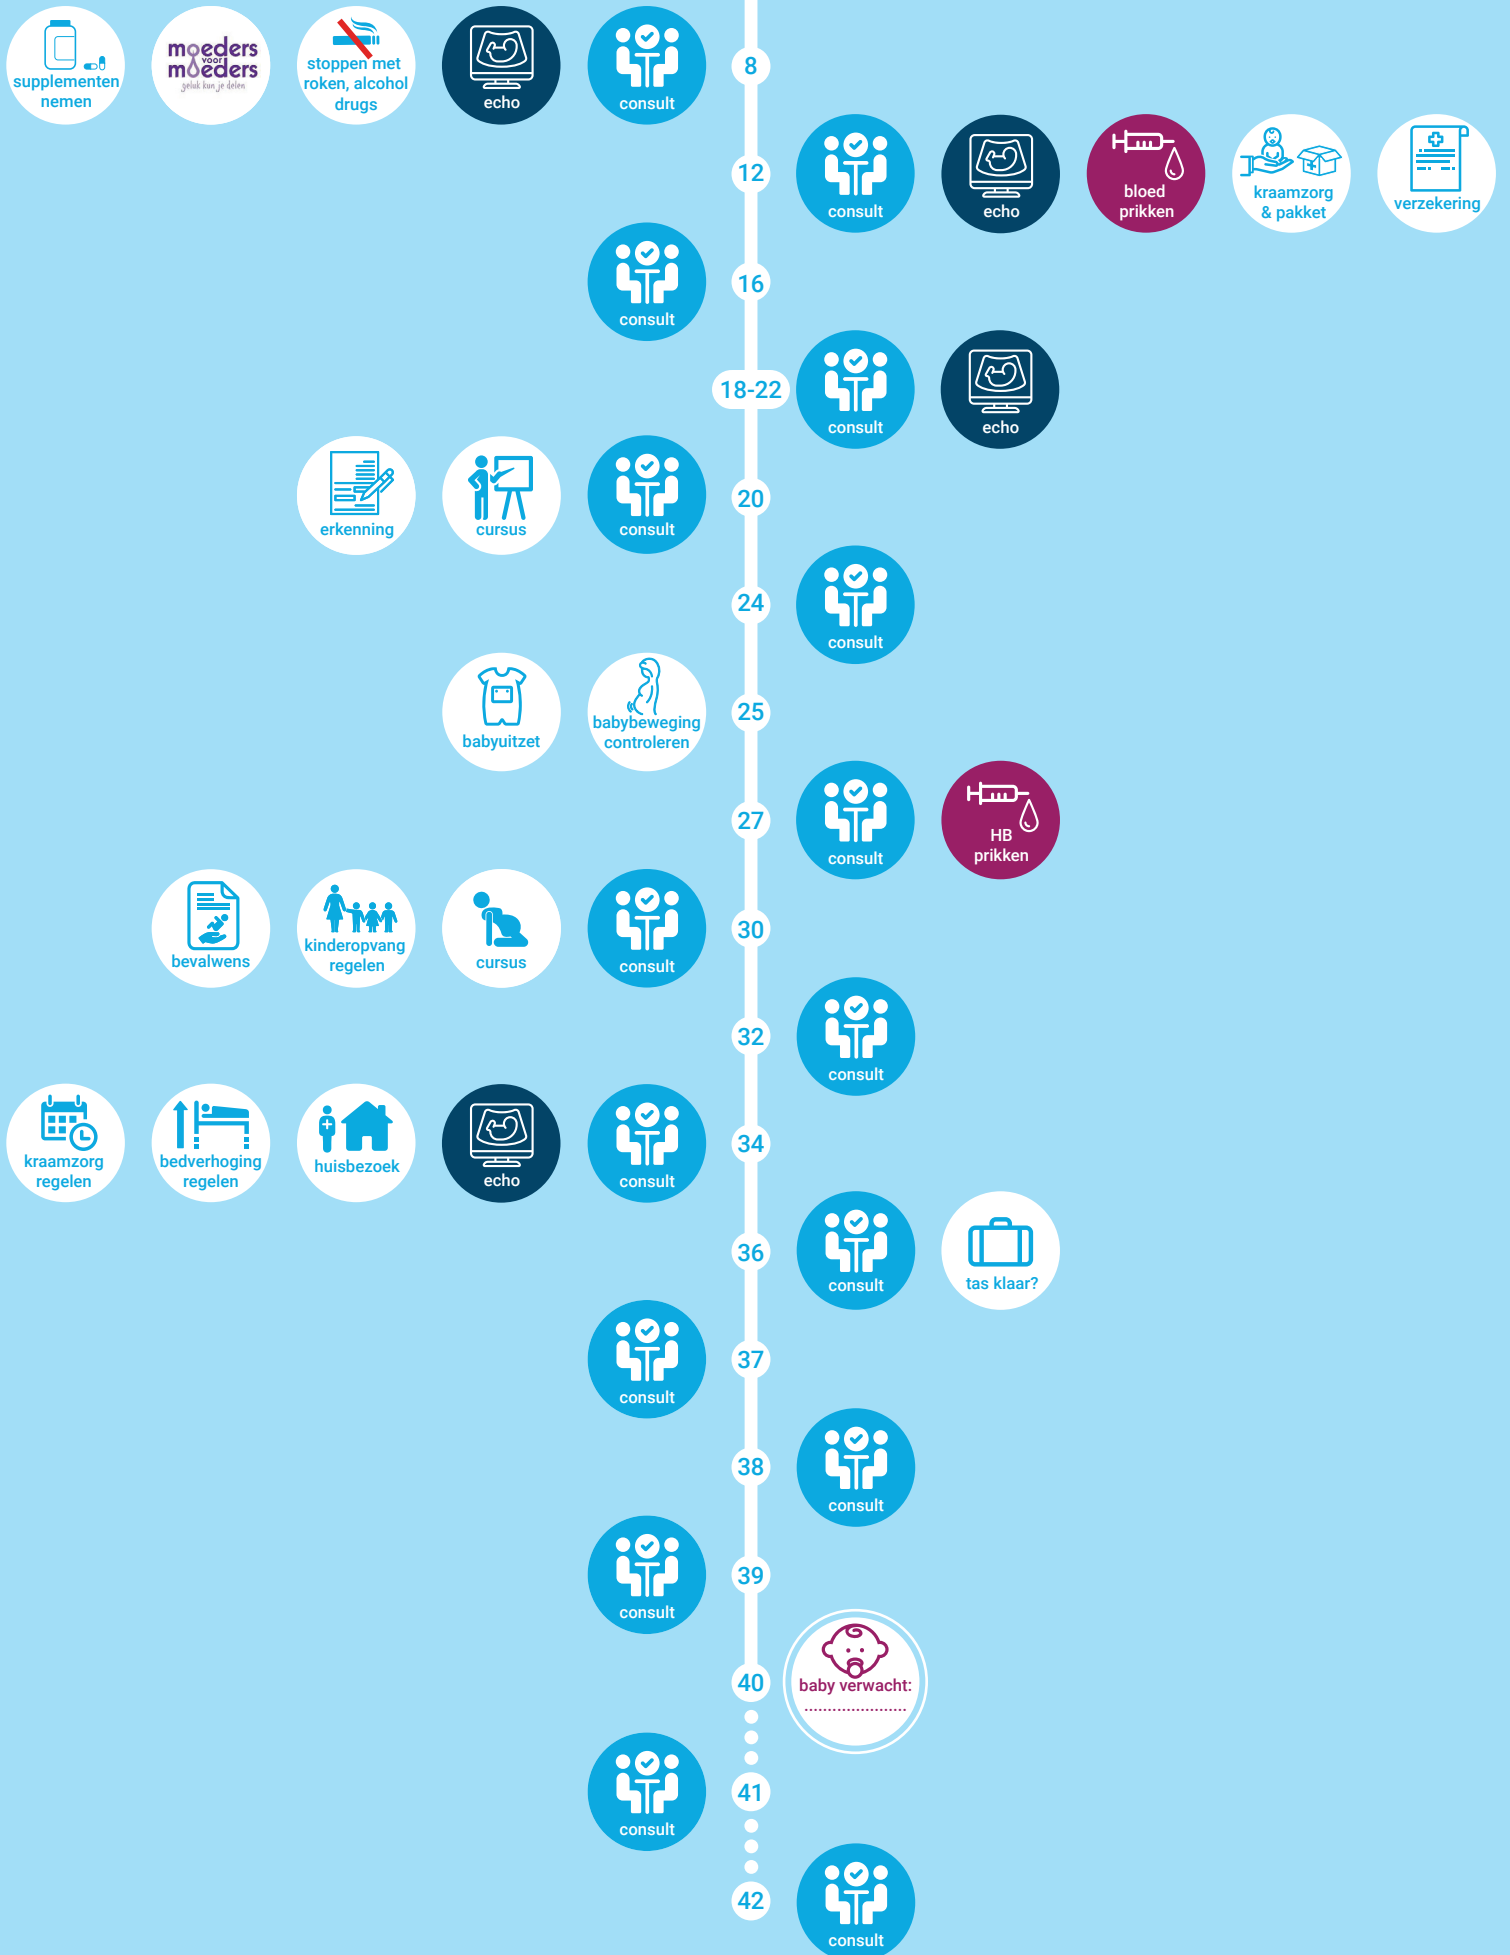 supplementen
nemen
moeders
voor
moeders
geluk kun je delen
stoppen met
roken, alcohol
drugs
echo
consult
8
12
consult
echo
bloed
prikken
kraamzorg
& pakket
verzekering
consult
16
18-22
consult
echo
erkenning
cursus
consult
20
24
consult
babyuitzet
babybeweging
controleren
25
27
consult
HB
prikken
bevalwens
kinderopvang
regelen
cursus
consult
30
32
consult
kraamzorg
regelen
bedverhoging
regelen
huisbezoek
echo
consult
34
36
consult
tas klaar?
consult
37
38
consult
consult
39
40
baby verwacht:
......................
consult
41
42
consult